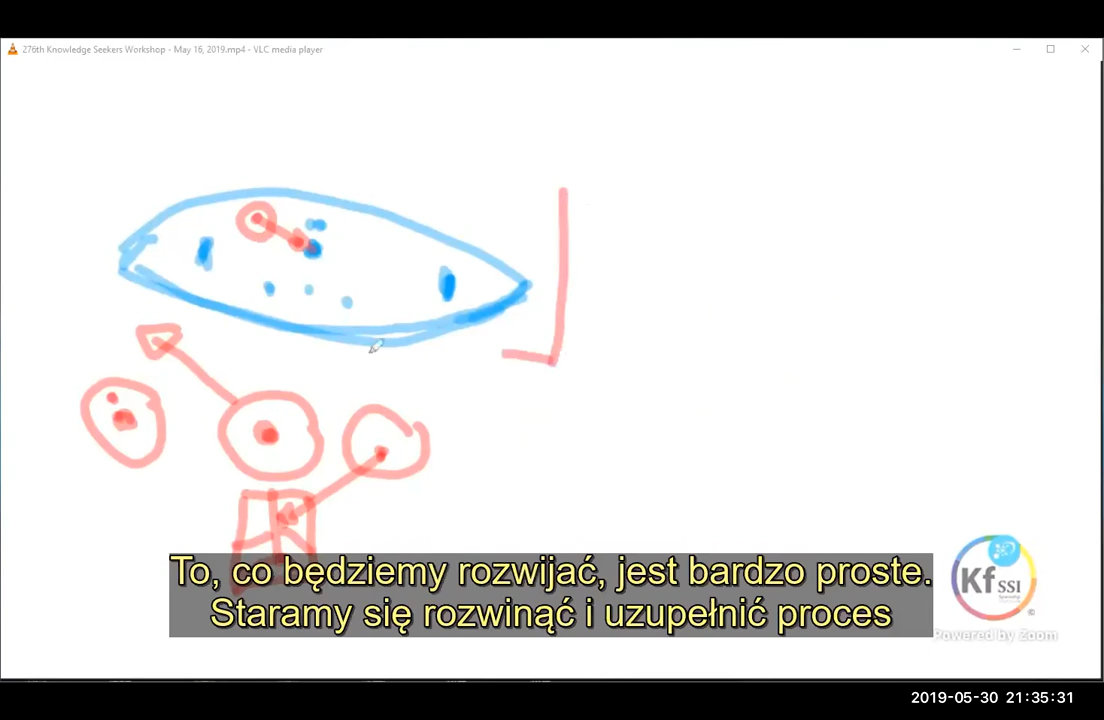 276th Knowledge Seekers Workshop - May 16, 2019.mp4 - VLC media player
To, co będziemy rozwijać, jest bardzo proste.
Staramy się rozwinąć i uzupełnić proces
Kf SSI
Spaceship
©
Powered by Zoom
2019-05-30 21:35:31